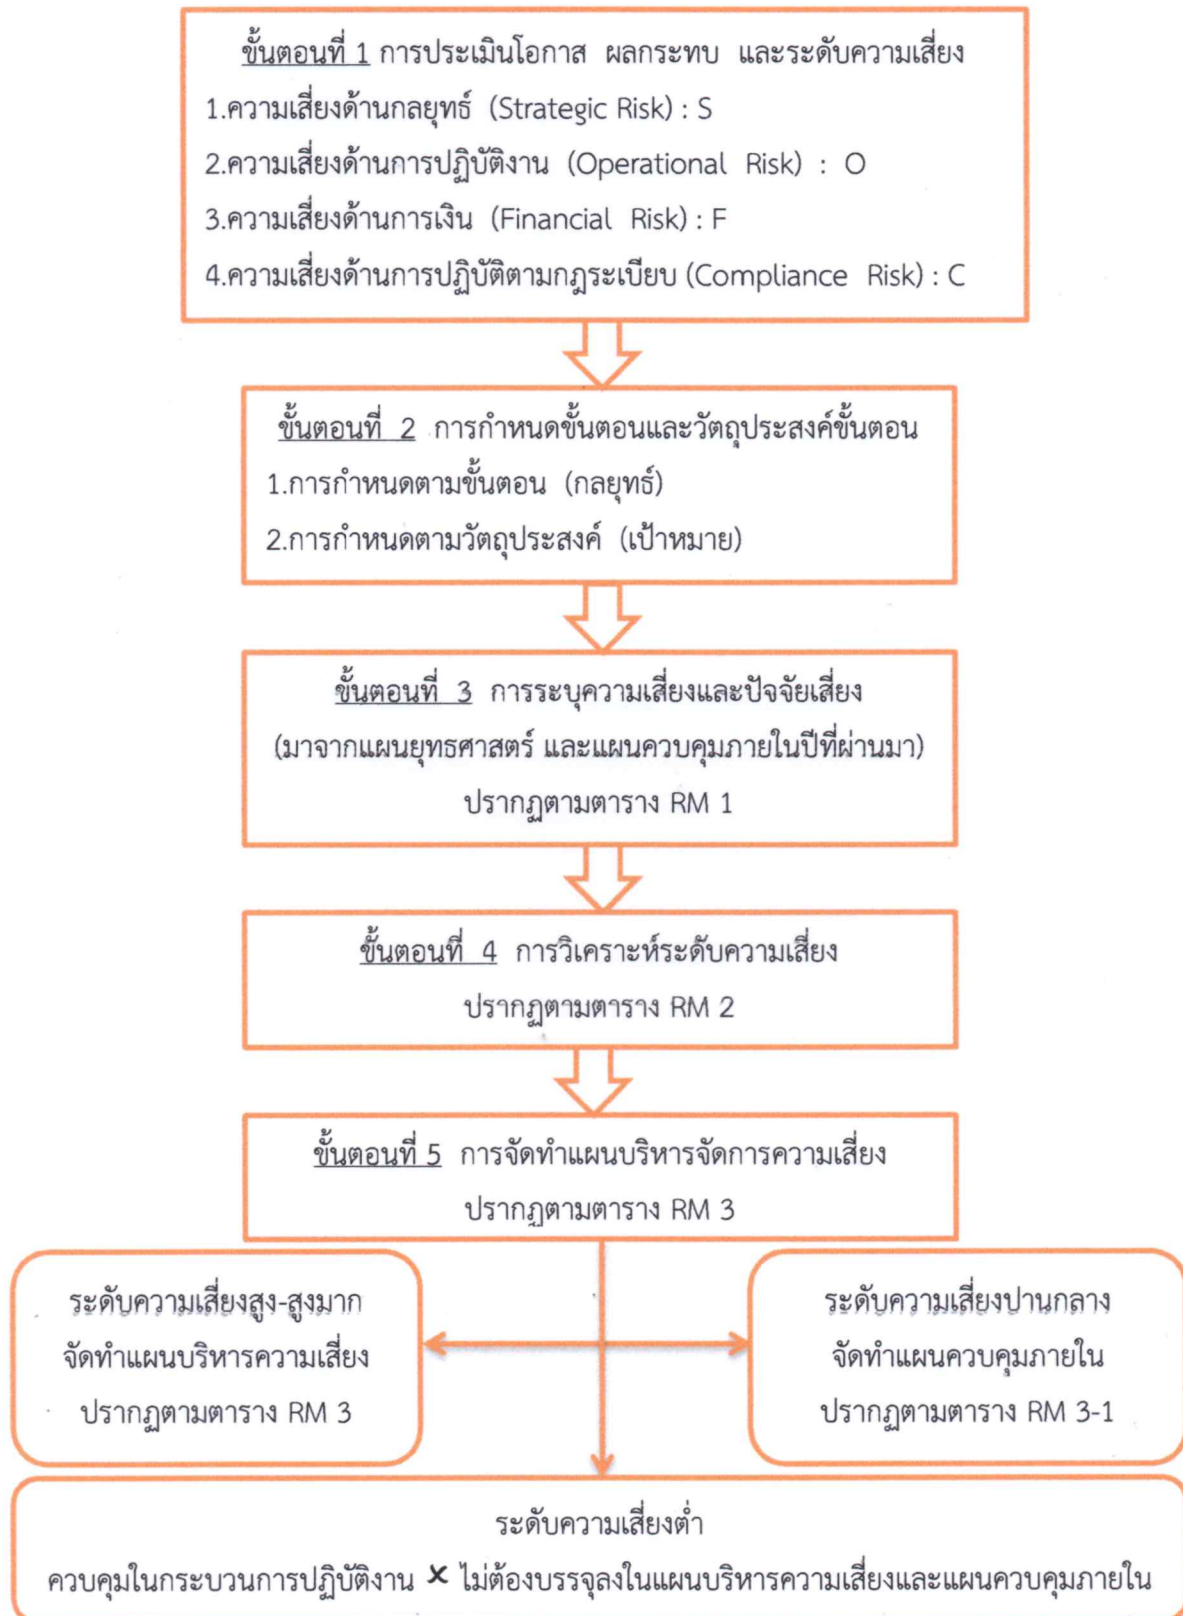 ขั้นตอนที่ 1 การประเมินโอกาส ผลกระทบ และระดับความเสี่ยง
1.ความเสี่ยงด้านกลยุทธ์ (Strategic Risk) : S
2.ความเสี่ยงด้านการปฏิบัติงาน (Operational Risk) : O
3.ความเสี่ยงด้านการเงิน (Financial Risk) : F
4.ความเสี่ยงด้านการปฏิบัติตามกฎระเบียบ (Compliance Risk) : C
ขั้นตอนที่ 2 การกำหนดขั้นตอนและวัตถุประสงค์ขั้นตอน
1.การกำหนดตามขั้นตอน (กลยุทธ์)
2.การกำหนดตามวัตถุประสงค์ (เป้าหมาย)
ขั้นตอนที่ 3 การระบุความเสี่ยงและปัจจัยเสี่ยง
(มาจากแผนยุทธศาสตร์ และแผนควบคุมภายในปีที่ผ่านมา)
ปรากฏตามตาราง RM 1
ขั้นตอนที่ 4 การวิเคราะห์ระดับความเสี่ยง
ปรากฏตามตาราง RM 2
ขั้นตอนที่ 5 การจัดทำแผนบริหารจัดการความเสี่ยง
ปรากฏตามตาราง RM 3
ระดับความเสี่ยงสูง-สูงมาก
จัดทำแผนบริหารความเสี่ยง
ปรากฏตามตาราง RM 3
ระดับความเสี่ยงปานกลาง
จัดทำแผนควบคุมภายใน
ปรากฏตามตาราง RM 3-1
ระดับความเสี่ยงต่ำ
ควบคุมในกระบวนการปฏิบัติงาน × ไม่ต้องบรรจุลงในแผนบริหารความเสี่ยงและแผนควบคุมภายใน